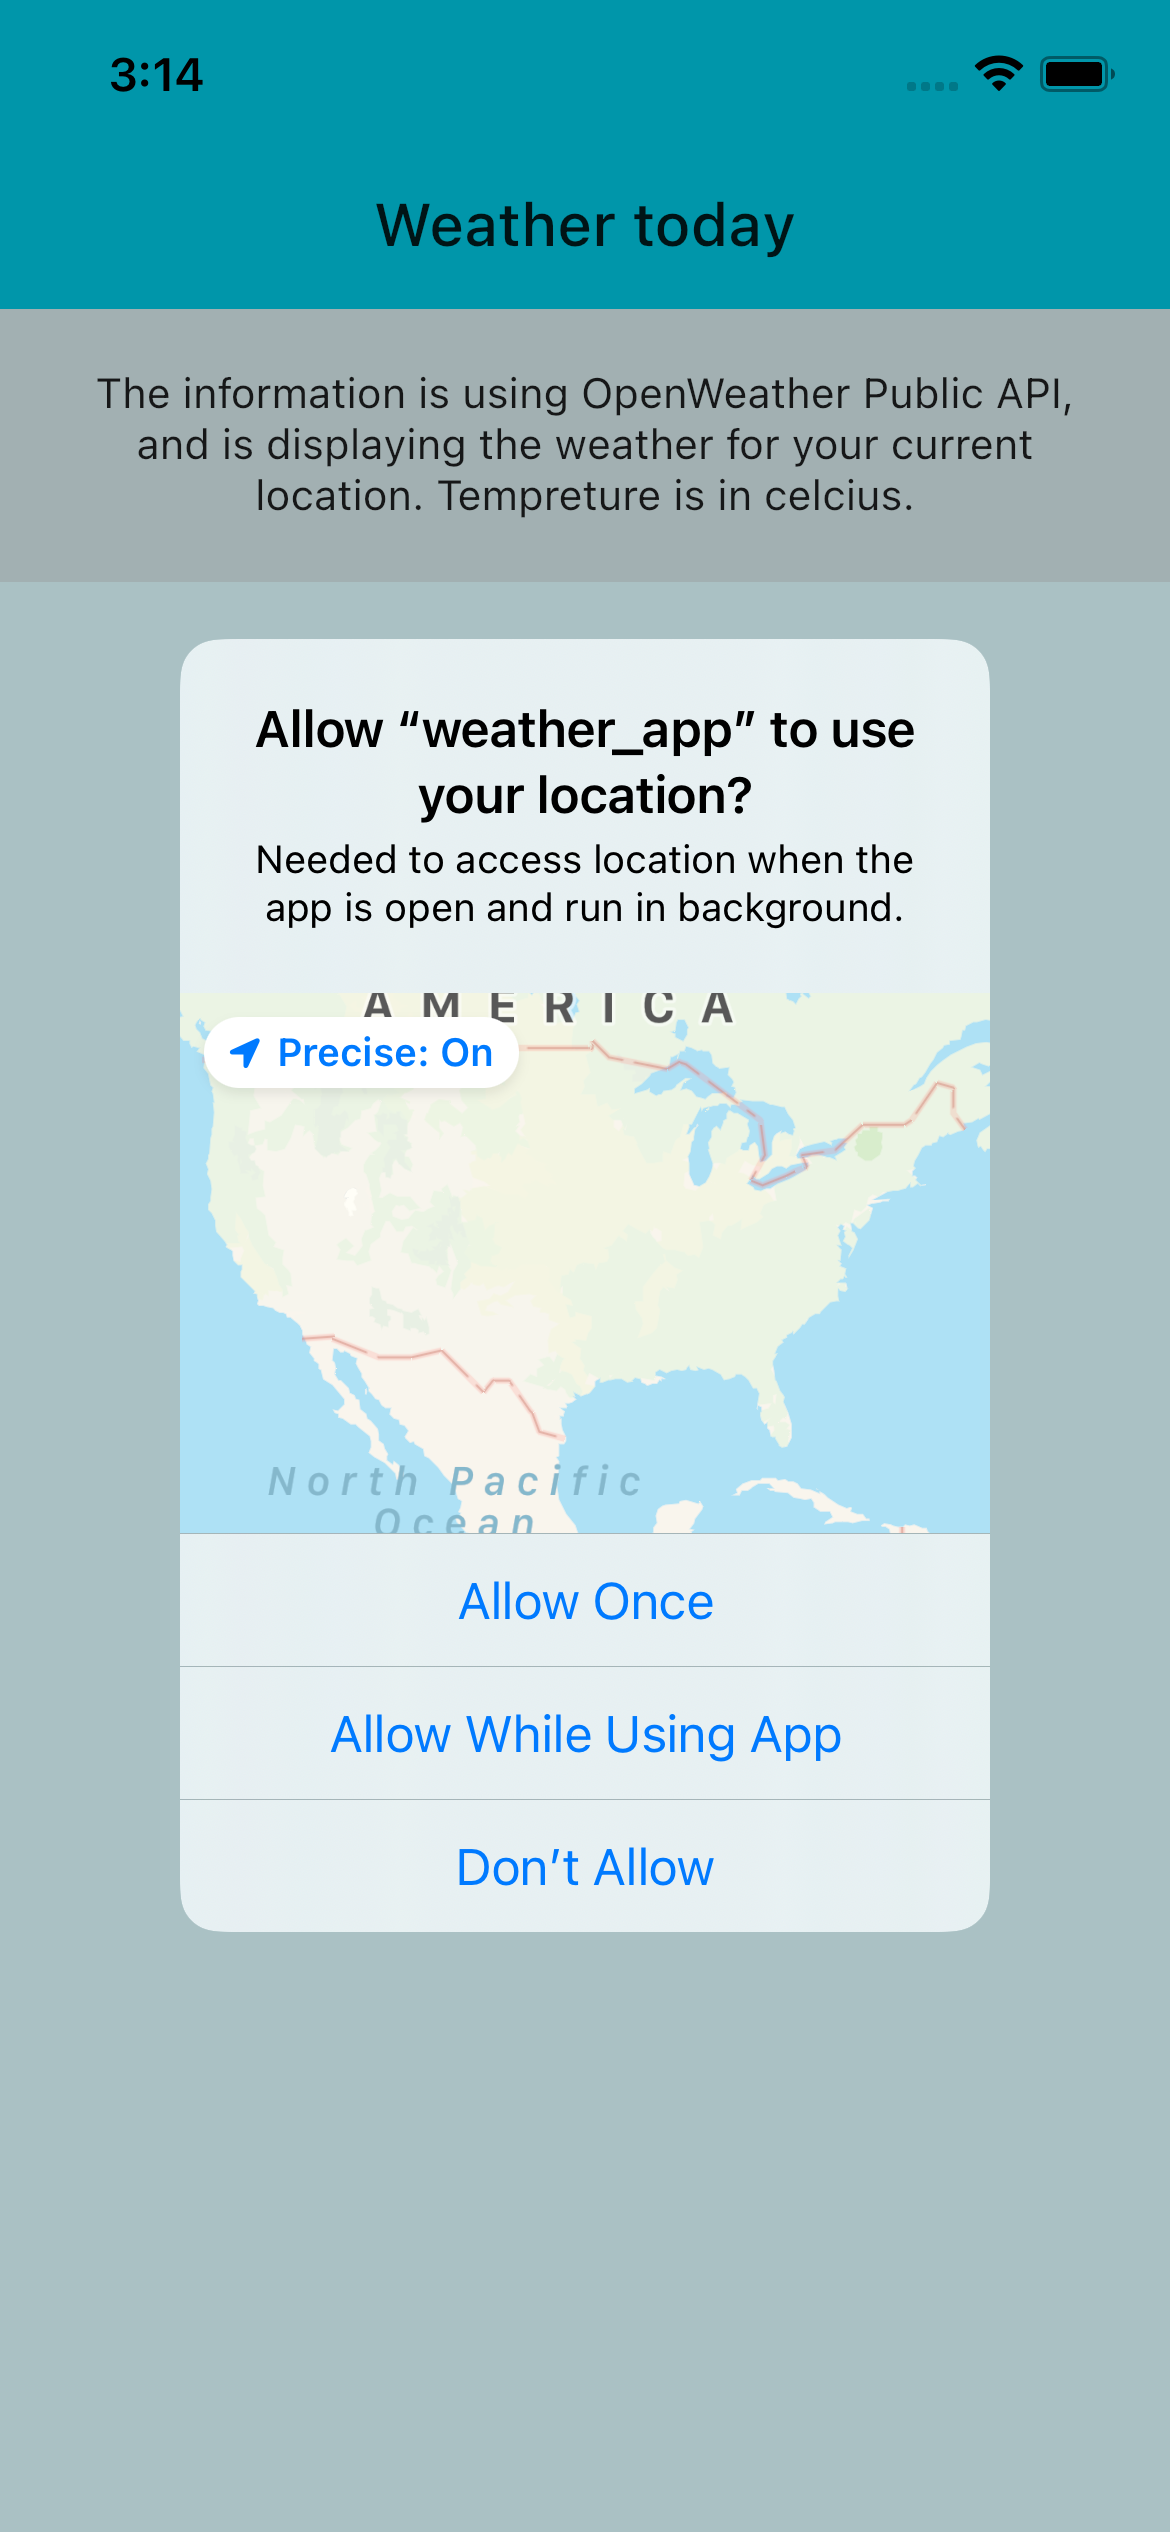 3:14
Weather today
The information is using OpenWeather Public API,
and is displaying the weather for your current
location. Tempreture is in celcius.
Allow “weather_app” to use
your location?
Needed to access location when the
app is open and run in background.
AMERICA
Precise: On
North Pacific
Ocean
Allow Once
Allow While Using App
Don’t Allow